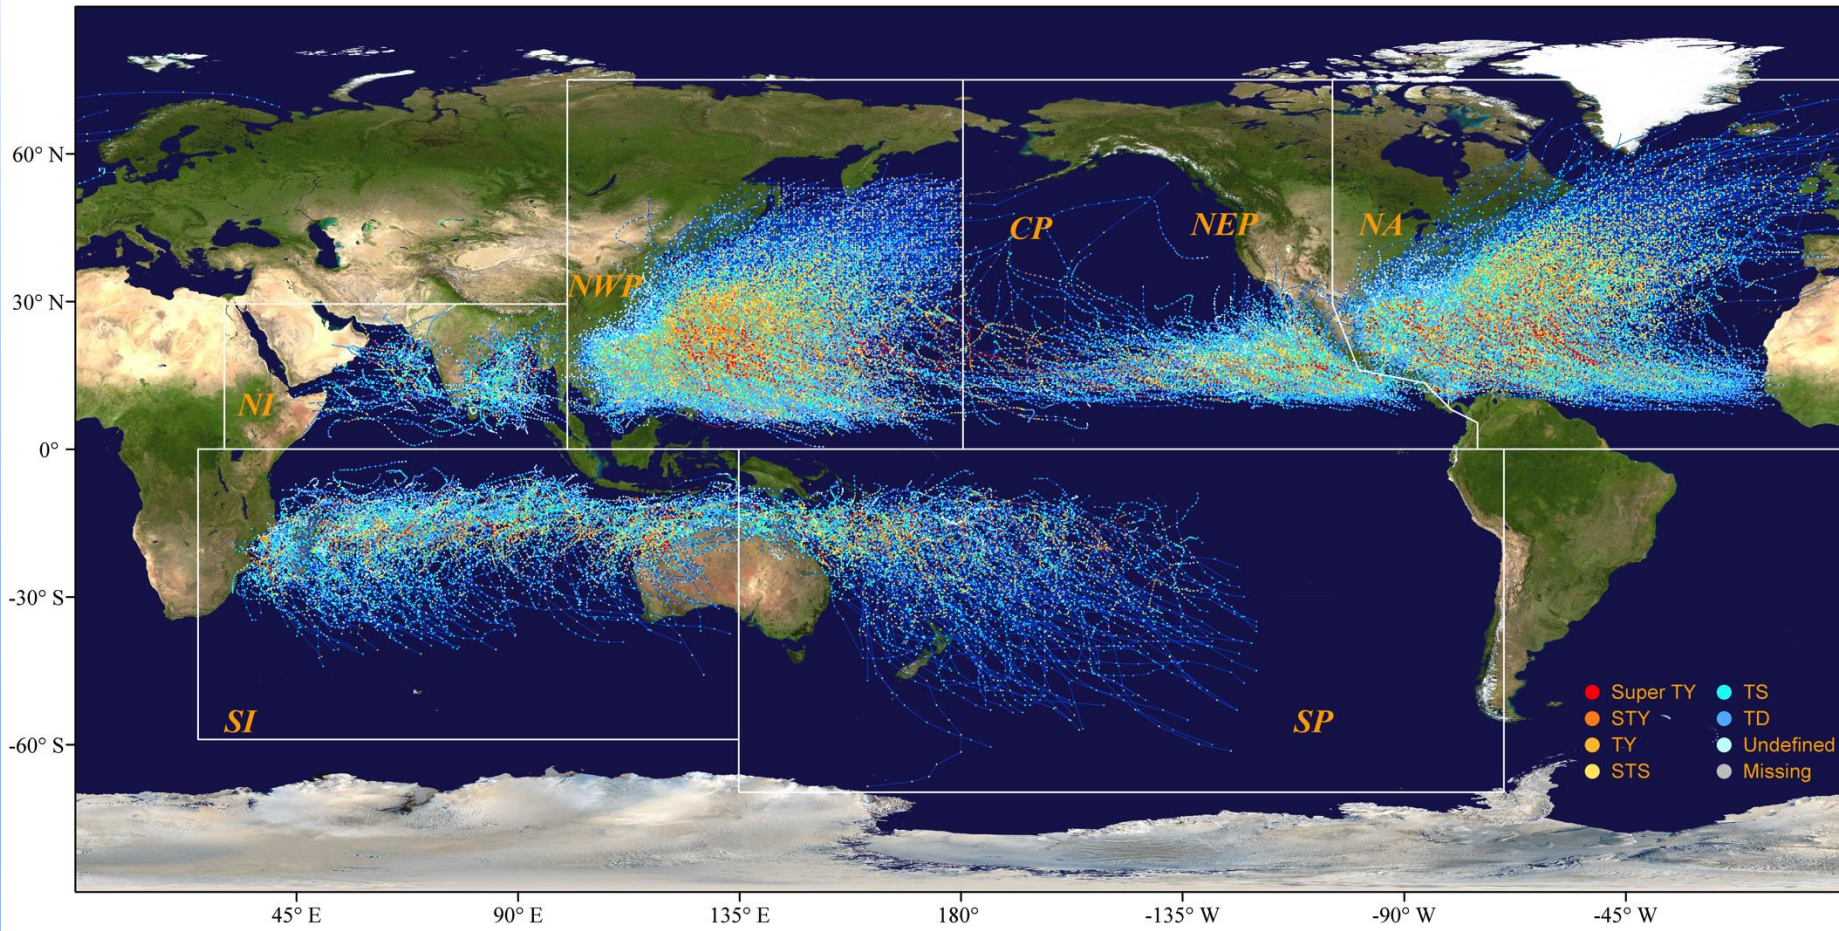 60° N
30° N
0°
-30° S
-60° S
NWP
CP
NEP
NA
NI
SI
SP
Super TY
STY
TY
STS
TS
TD
Undefined
Missing
45° E
90° E
135° E
180°
-135° W
-90° W
-45° W